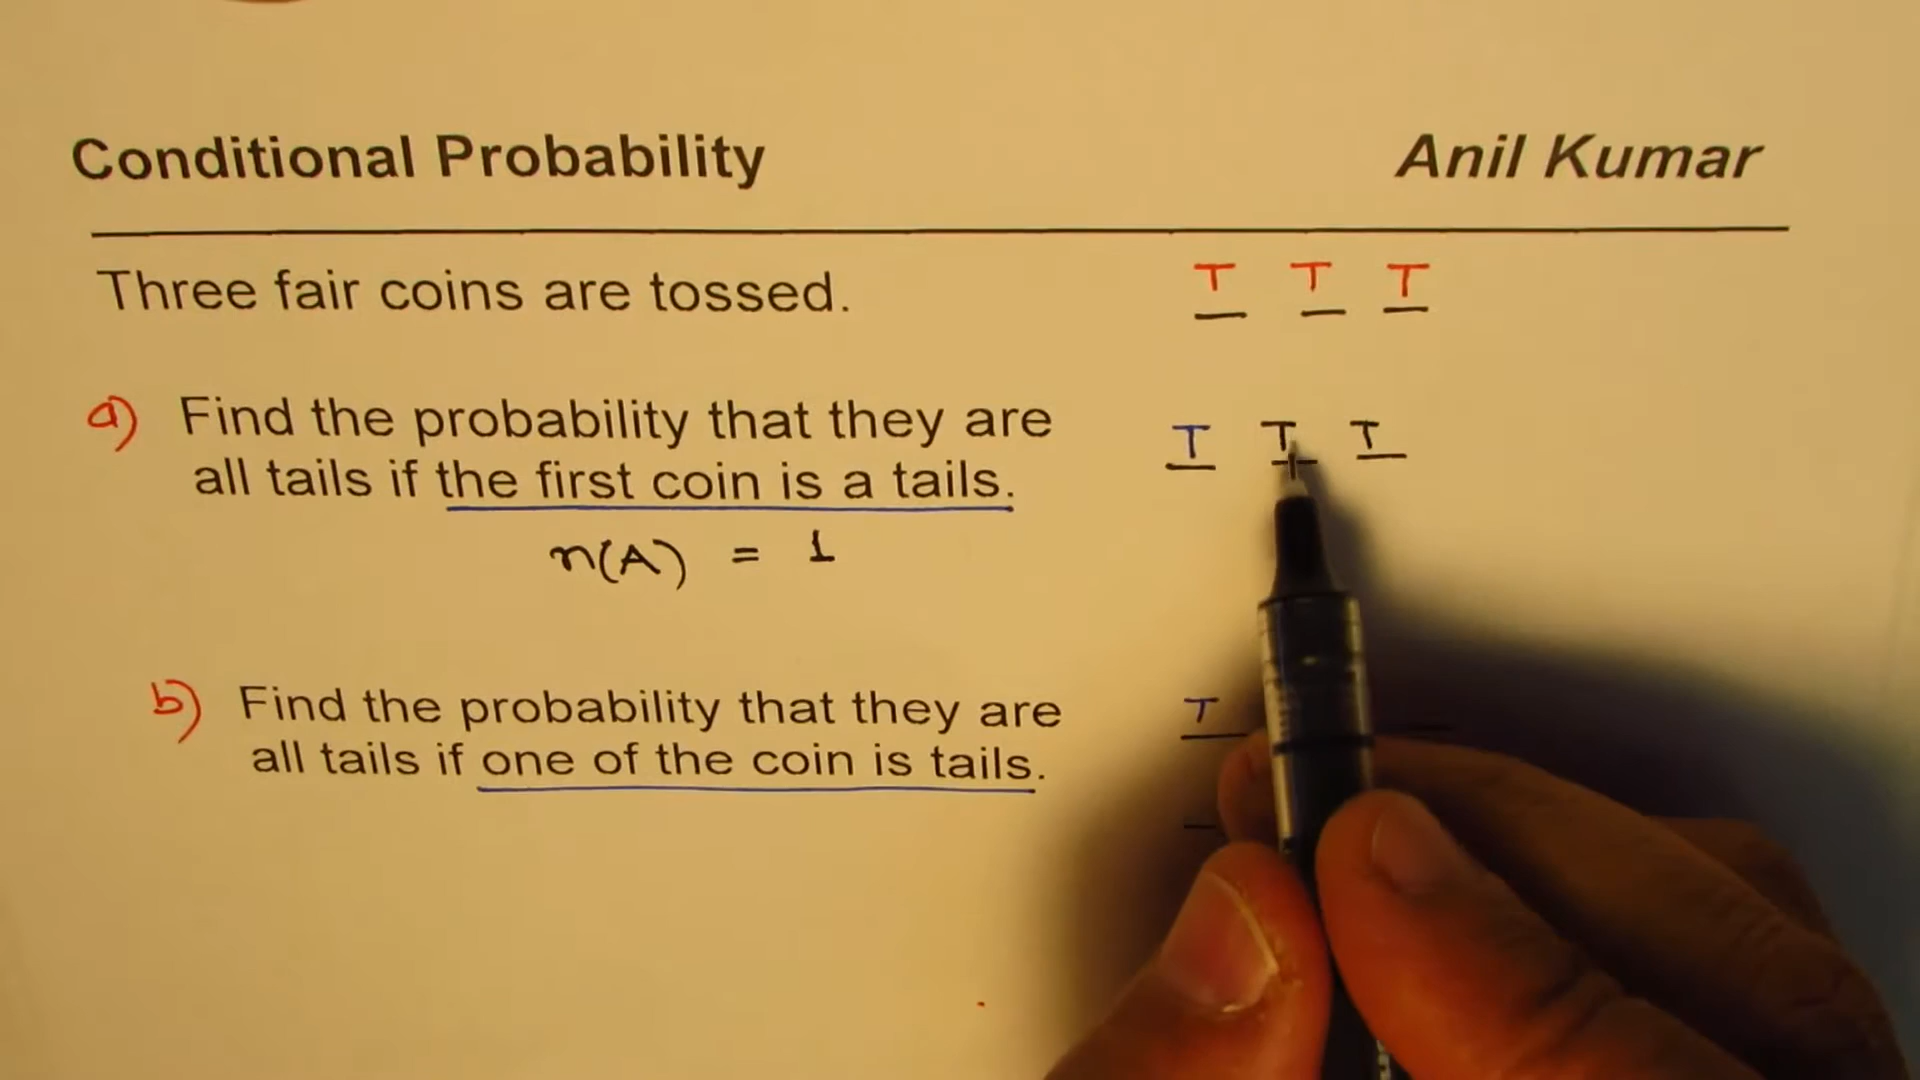 Conditional Probability Anil Kumar
Three fair coins are tossed. T T T
a) Find the probability that they are
all tails if the first coin is a tails. T T T
n(A) = 1
b) Find the probability that they are T
all tails if one of the coin is tails.